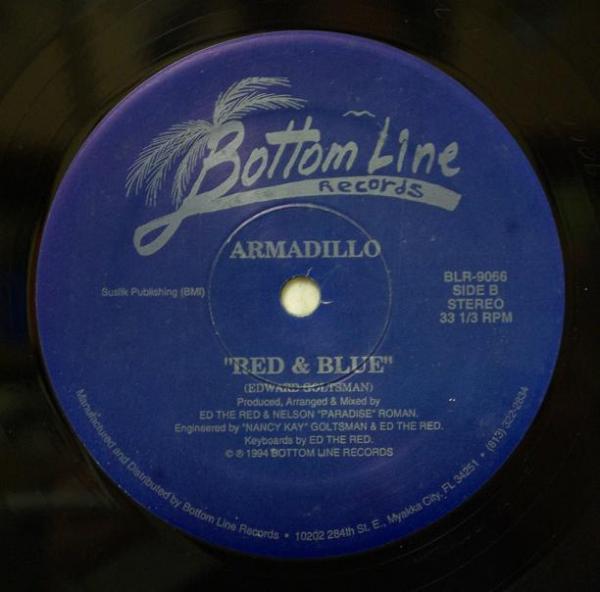 Bottom Line
Records
ARMADILLO
Suslik Publishing (BMI)
BLR-9066
SIDE B
STEREO
33 1/3 RPM
"RED & BLUE"
(EDWARD GOLTSMAN)
Produced, Arranged & Mixed by
ED THE RED & NELSON "PARADISE" ROMAN.
Engineered by "NANCY KAY" GOLTSMAN & ED THE RED.
Keyboards by ED THE RED.
© ℗ 1994 BOTTOM LINE RECORDS
Manufactured and Distributed by Bottom Line Records • 10202 284th St. E., Myakka City, FL 34251 • (813) 322-2834